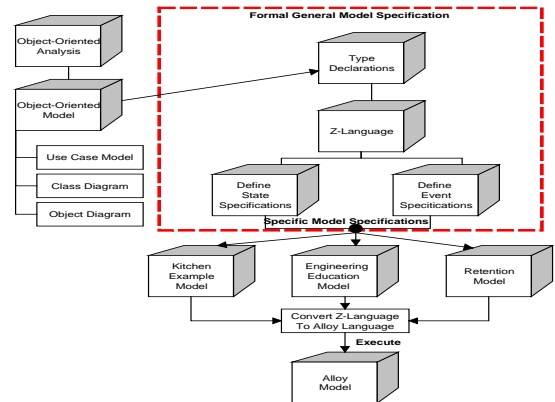 Formal General Model Specification
Object-Oriented
Analysis
Type
Declarations
Object-Oriented
Model
Z-Language
Use Case Model
Class Diagram
Object Diagram
Define
State
Specifications
Define
Event
Specitications
Specific Model Specifications
Kitchen
Example
Model
Engineering
Education
Model
Retention
Model
Convert Z-Language
To Alloy Language
Execute
Alloy
Model